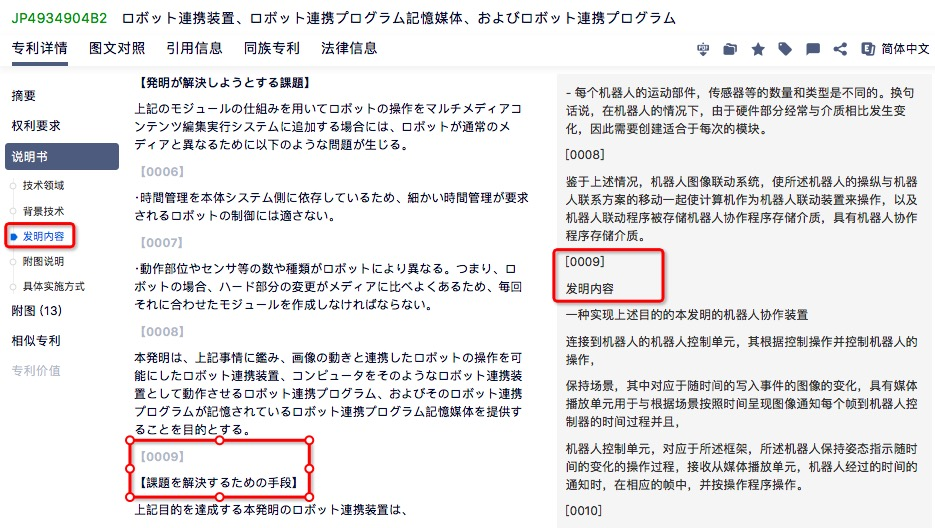 JP4934904B2 ロボット連携装置、ロボット連携プログラム記憶媒体、およびロボット連携プログラム
专利详情 图文对照 引用信息 同族专利 法律信息 简体中文
摘要
权利要求
说明书
技术领域
背景技术
发明内容
附图说明
具体实施方式
附图 (13)
相似专利
专利价值
【発明が解決しようとする課題】
上記のモジュールの仕組みを用いてロボットの操作をマルチメディアコ
ンテンツ編集実行システムに追加する場合には、ロボットが通常のメ
ディアと異なるために以下のような問題が生じる。
【0006】
・時間管理を本体システム側に依存しているため、細かい時間管理が要求
されるロボットの制御には適さない。
【0007】
・動作部位やセンサ等の数や種類がロボットにより異なる。つまり、ロ
ボットの場合、ハード部分の変更がメディアに比べよくあるため、毎回
それに合わせたモジュールを作成しなければならない。
【0008】
本発明は、上記事情に鑑み、画像の動きと連携したロボットの操作を可
能にしたロボット連携装置、コンピュータをそのようなロボット連携装
置として動作させるロボット連携プログラム、およびそのロボット連携
プログラムが記憶されているロボット連携プログラム記憶媒体を提供す
ることを目的とする。
【0009】
【課題を解決するための手段】
上記目的を達成する本発明のロボット連携装置は、
- 每个机器人的运动部件，传感器等的数量和类型是不同的。换句
话说，在机器人的情况下，由于硬件部分经常与介质相比发生变
化，因此需要创建适合于每次的模块。
[0008]
鉴于上述情况，机器人图像联动系统，使所述机器人的操纵与机器
人联系方案的移动一起使计算机作为机器人联动装置来操作，以及
机器人联动程序被存储机器人协作程序存储介质，具有机器人协作
程序存储介质。
[0009]
发明内容
一种实现上述目的的本发明的机器人协作装置
连接到机器人的机器人控制单元，其根据控制操作并控制机器人的
操作，
保持场景，其中对应于随时间的写入事件的图像的变化，具有媒体
播放单元用于与根据场景按照时间呈现图像通知每个帧到机器人控
制器的时间过程并且，
机器人控制单元，对应于所述框架，所述机器人保持姿态指示随时
间的变化的操作过程，接收从媒体播放单元，机器人经过的时间的
通知时，在相应的帧中，并按操作程序操作。
[0010]